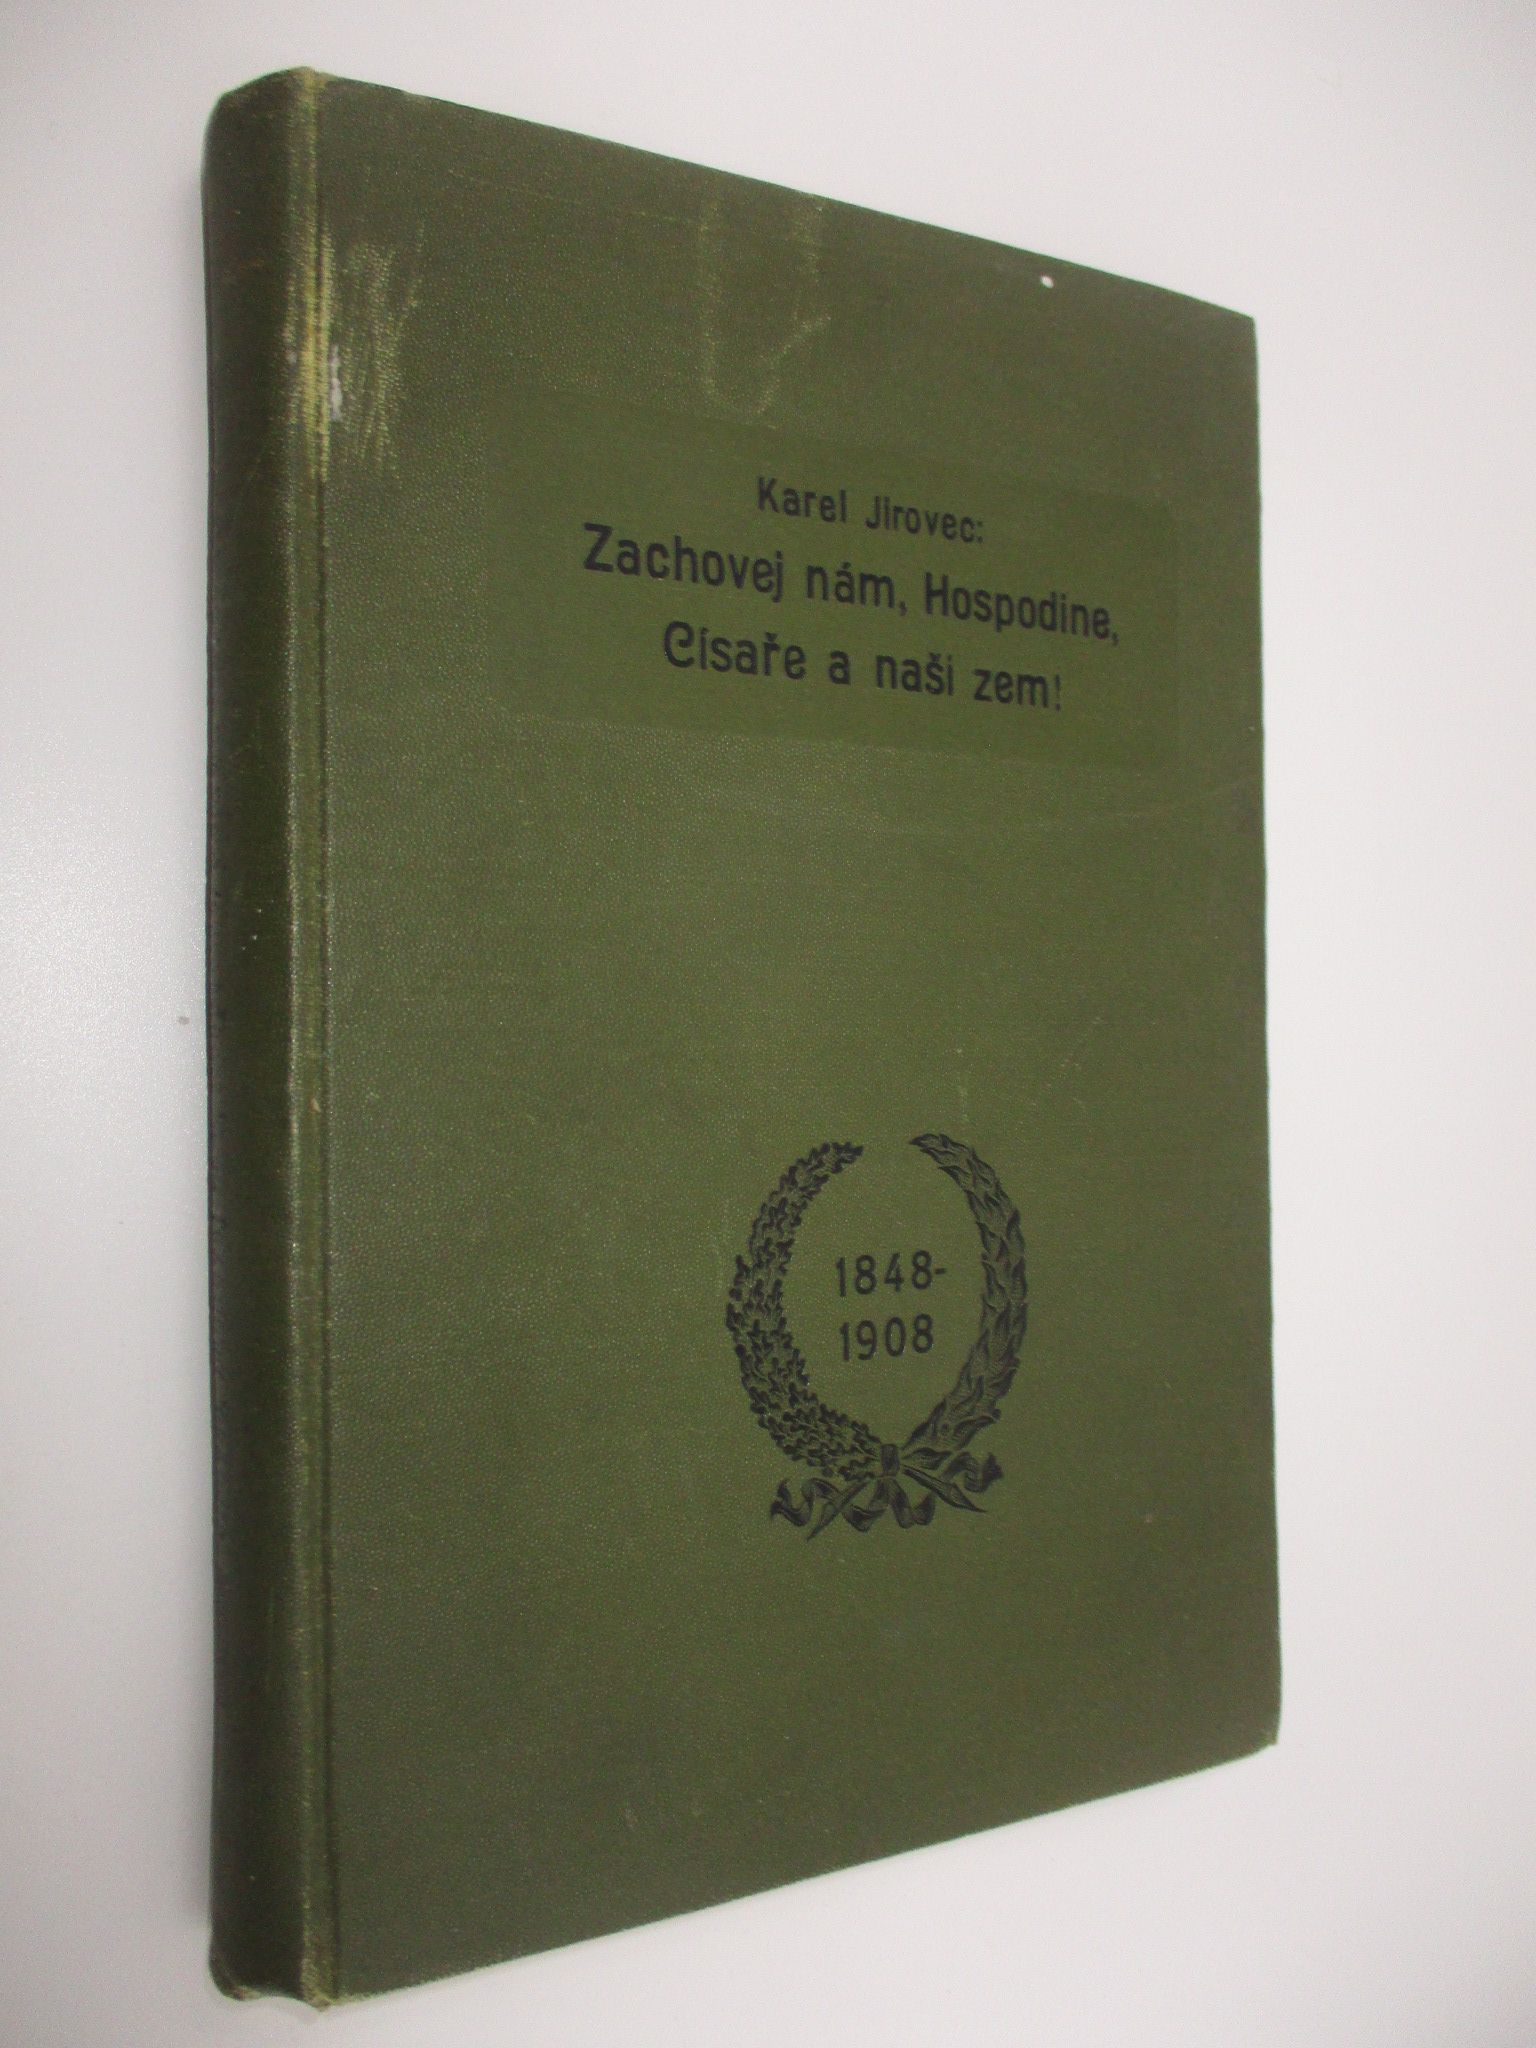 Karel Jirovec:
Zachovej nám, Hospodine,
Císaře a naši zem!
1848-
1908